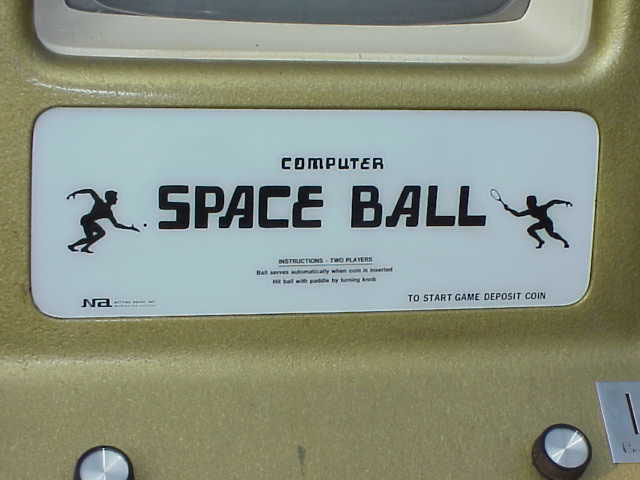 COMPUTER
SPACE BALL
INSTRUCTIONS - TWO PLAYERS
Ball serves automatically when coin is inserted
Hit ball with paddle by turning knob
TO START GAME DEPOSIT COIN